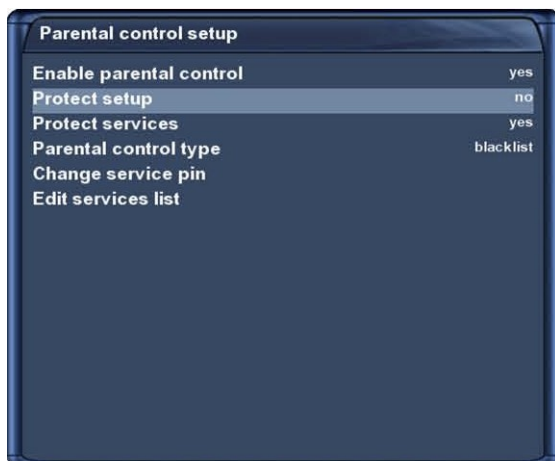 Parental control setup
Enable parental control yes
Protect setup no
Protect services yes
Parental control type blacklist
Change service pin
Edit services list